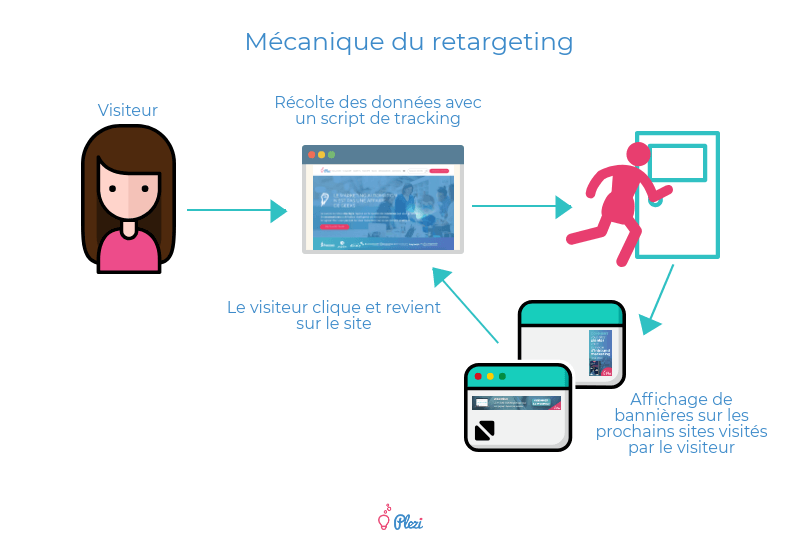 Mécanique du retargeting
Visiteur
Récolte des données avec
un script de tracking
Le visiteur clique et revient
sur le site
Affichage de
bannières sur les
prochains sites visités
par le visiteur
Plezi